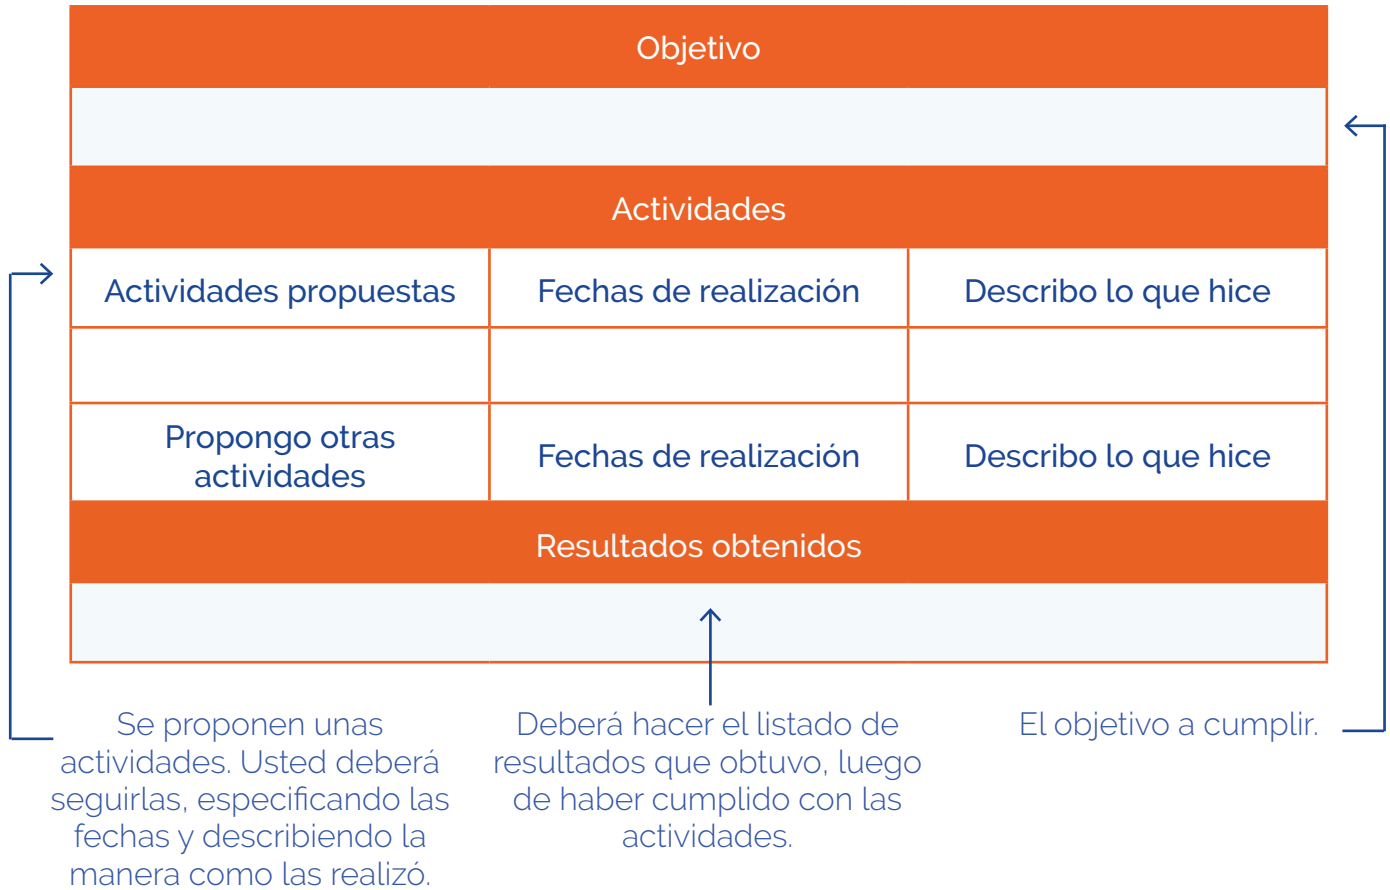 Objetivo
Actividades
Actividades propuestas
Fechas de realización
Describo lo que hice
Propongo otras
actividades
Fechas de realización
Describo lo que hice
Resultados obtenidos
Se proponen unas
actividades. Usted deberá
seguirlas, especificando las
fechas y describiendo la
manera como las realizó.
Deberá hacer el listado de
resultados que obtuvo, luego
de haber cumplido con las
actividades.
El objetivo a cumplir.